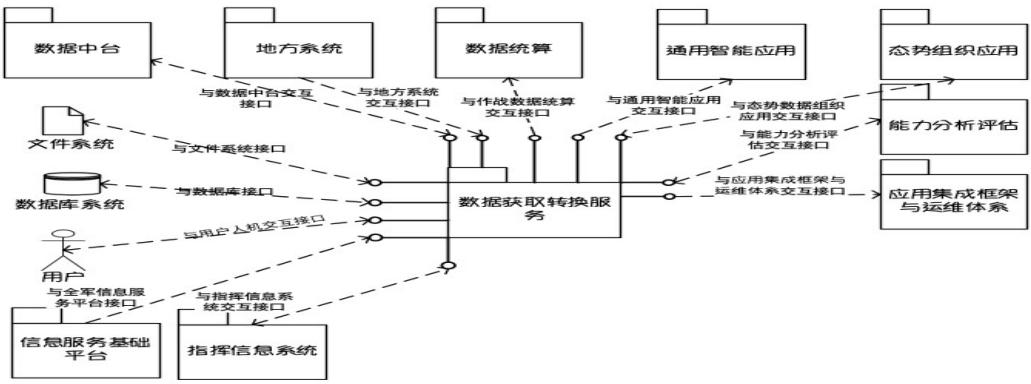 数据中台
地方系统
数据统算
通用智能应用
态势组织应用
与数据中台交互
接口
与地方系统
交互接口
与作战数据统算
交互接口
与通用智能应用
交互接口
与态势数据组织
应用交互接口
文件系统
与文件系统接口
与能力分析评
估交互接口
能力分析评估
数据库系统
与数据库接口
数据获取转换服
务
与应用集成框架与
运维体系交互接口
应用集成框架
与运维体系
与用户人机交互接口
用户
与全军信息服
务平台接口
与指挥信息系
统交互接口
信息服务基础
平台
指挥信息系统